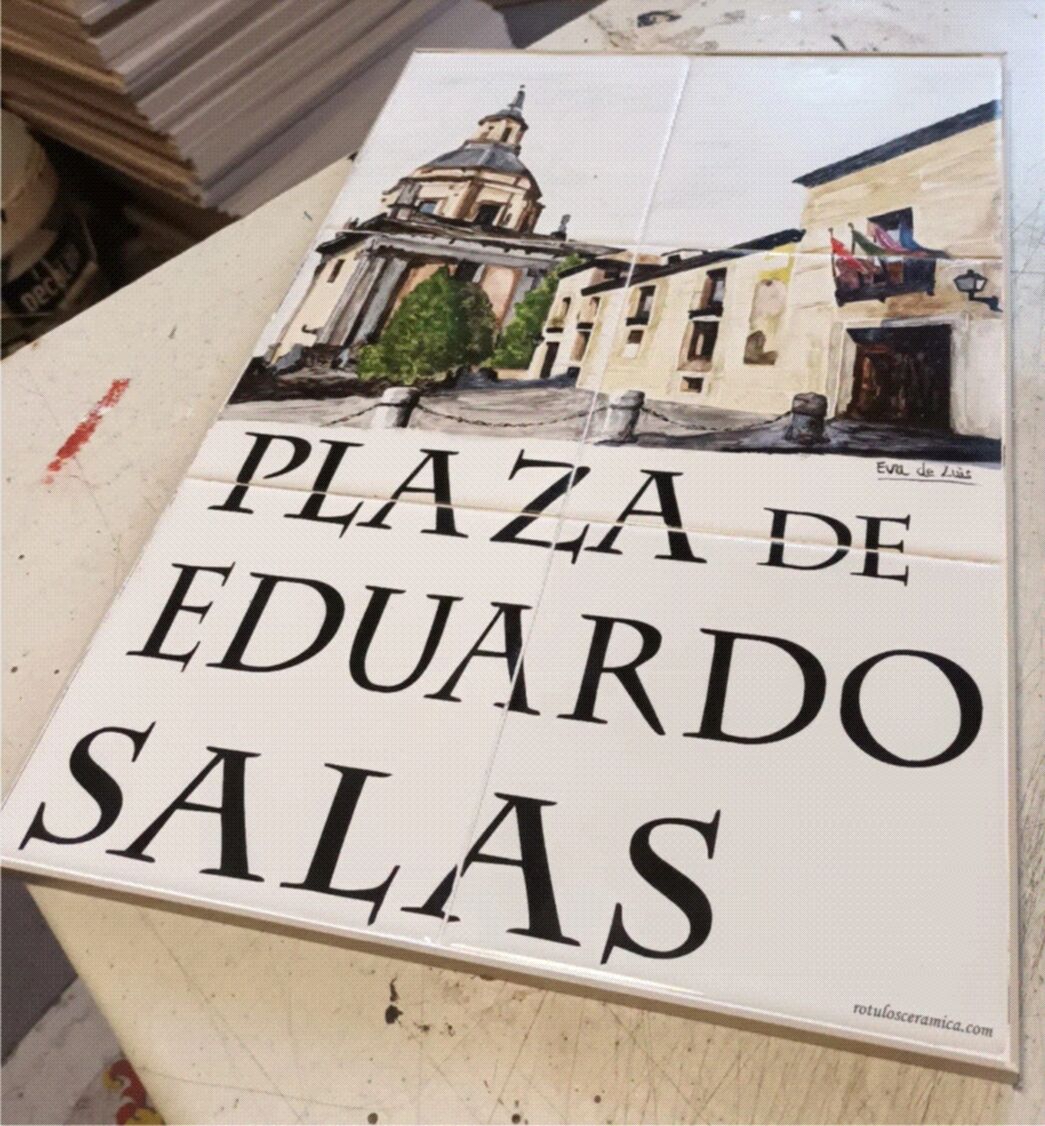 Eva de Luis
PLAZA DE
EDUARDO
SALAS
rotulosceramica.com